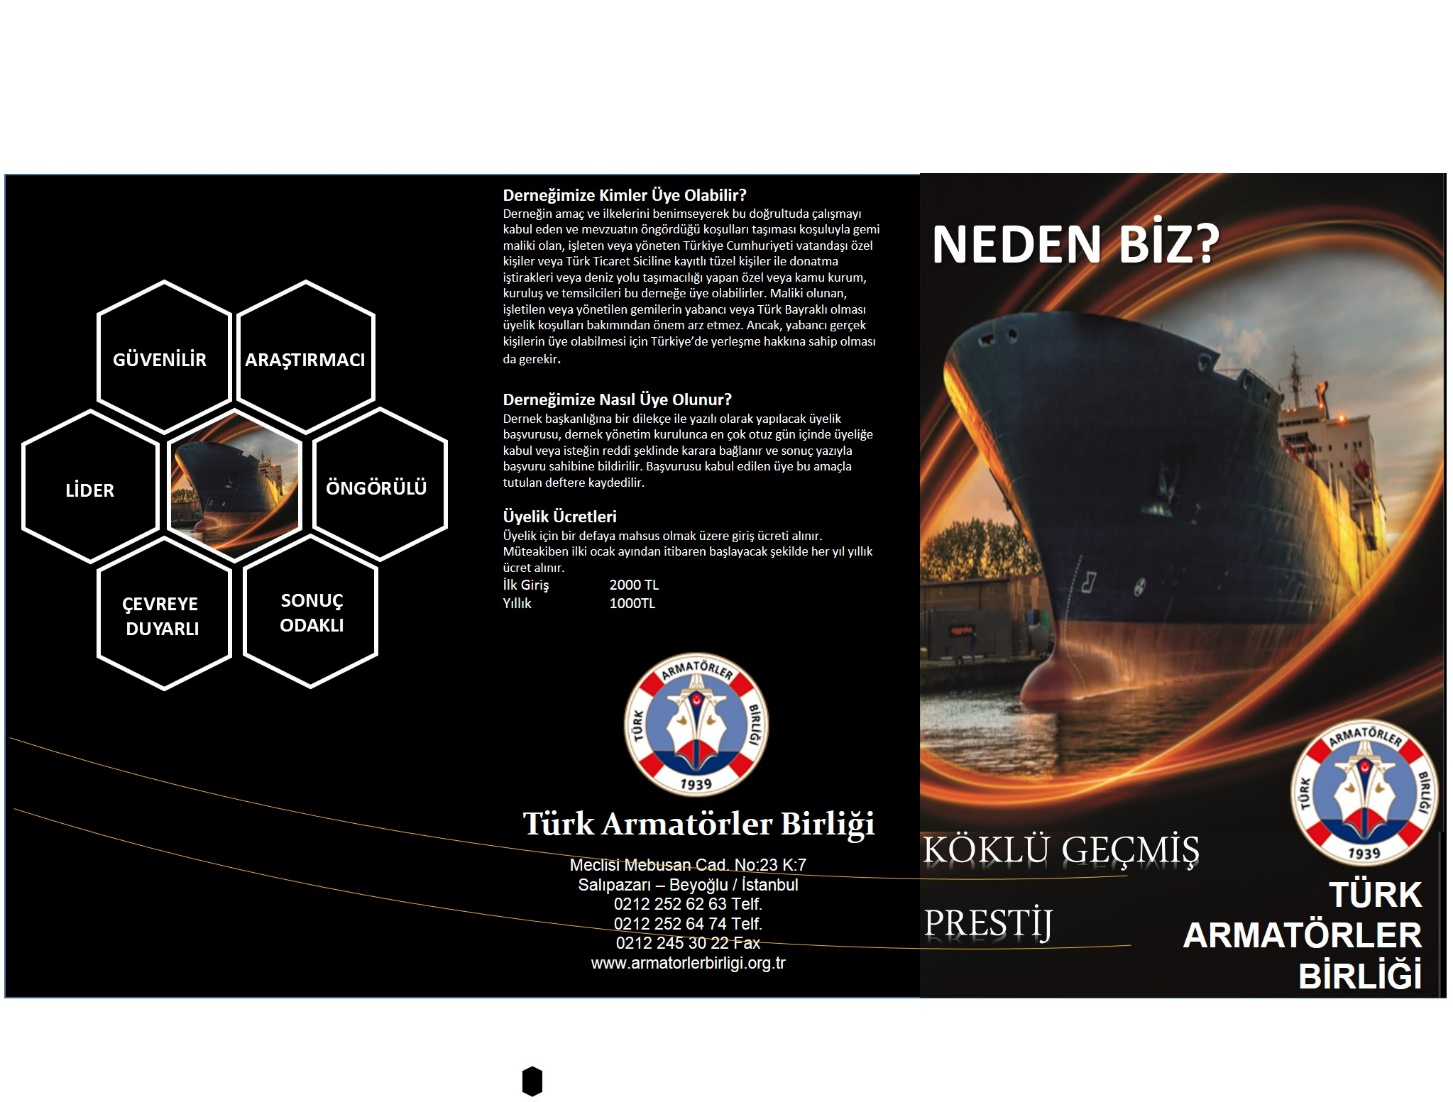 GÜVENİLİR
ARAŞTIRMACI
LİDER
ÖNGÖRÜLÜ
ÇEVREYE
DUYARLI
SONUÇ
ODAKLI
Derneğimize Kimler Üye Olabilir?
Derneğin amaç ve ilkelerini benimseyerek bu doğrultuda çalışmayı
kabul eden ve mevzuatın öngördüğü koşulları taşıması koşuluyla gemi
maliki olan, işleten veya yöneten Türkiye Cumhuriyeti vatandaşı özel
kişiler veya Türk Ticaret Siciline kayıtlı tüzel kişiler ile donatma
iştirakleri veya deniz yolu taşımacılığı yapan özel veya kamu kurum,
kuruluş ve temsilcileri bu derneğe üye olabilirler. Maliki olunan,
işletilen veya yönetilen gemilerin yabancı veya Türk Bayraklı olması
üyelik koşulları bakımından önem arz etmez. Ancak, yabancı gerçek
kişilerin üye olabilmesi için Türkiye’de yerleşme hakkına sahip olması
da gerekir.
Derneğimize Nasıl Üye Olunur?
Dernek başkanlığına bir dilekçe ile yazılı olarak yapılacak üyelik
başvurusu, dernek yönetim kurulunca en çok otuz gün içinde üyeliğe
kabul veya isteğin reddi şeklinde karara bağlanır ve sonuç yazıyla
başvuru sahibine bildirilir. Başvurusu kabul edilen üye bu amaçla
tutulan deftere kaydedilir.
Üyelik Ücretleri
Üyelik için bir defaya mahsus olmak üzere giriş ücreti alınır.
Müteakiben ilki ocak ayından itibaren başlayacak şekilde her yıl yıllık
ücret alınır.
İlk Giriş 2000 TL
Yıllık 1000TL
TÜRK ARMATÖRLER BİRLİĞİ
1939
Türk Armatörler Birliği
Meclisi Mebusan Cad. No:23 K:7
Salıpazarı – Beyoğlu / İstanbul
0212 252 62 63 Telf.
0212 252 64 74 Telf.
0212 245 30 22 Fax
www.armatorlerbirligi.org.tr
NEDEN BİZ?
KÖKLÜ GEÇMİŞ
PRESTİJ
TÜRK ARMATÖRLER BİRLİĞİ
1939
TÜRK
ARMATÖRLER
BİRLİĞİ